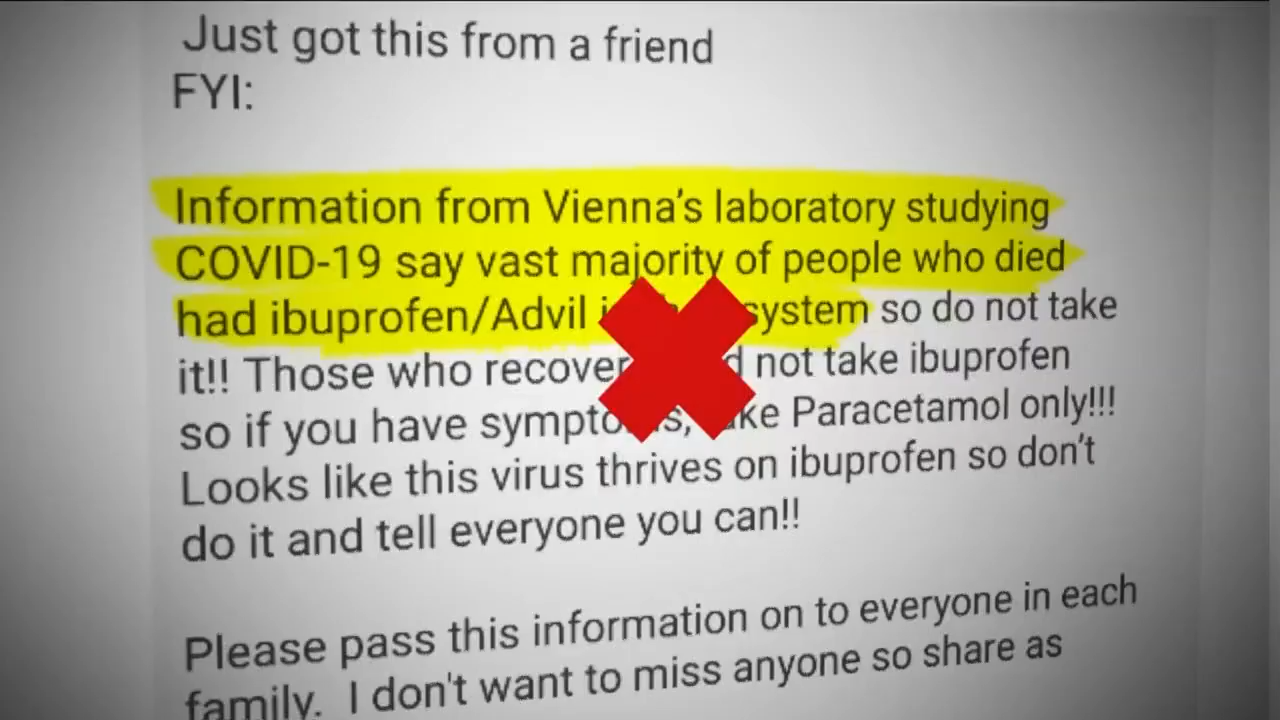 Just got this from a friend
FYI:
Information from Vienna's laboratory studying
COVID-19 say vast majority of people who died
had ibuprofen/Advil system so do not take
it!! Those who recover not take ibuprofen
so if you have symptoms, Paracetamol only!!!
Looks like this virus thrives on ibuprofen so don't
do it and tell everyone you can!!
Please pass this information on to everyone in each
family. I don't want to miss anyone so share as